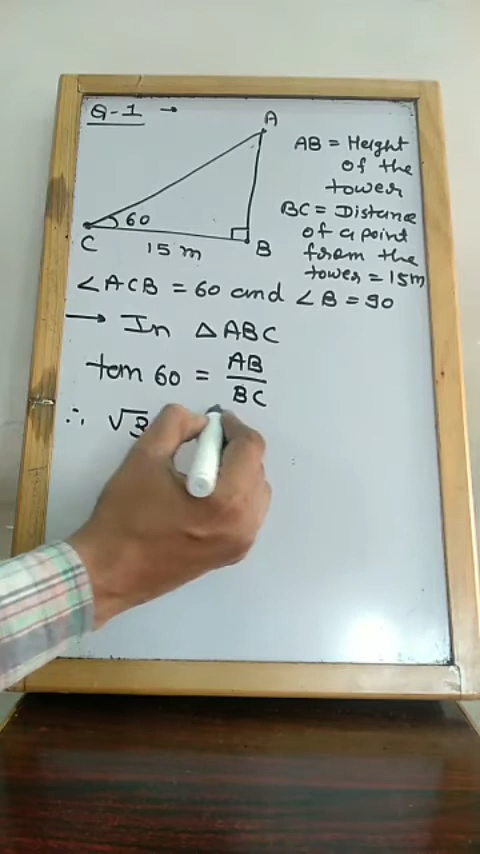 Q-1 →
A
60
C
15 m
B
AB = Height
of the
tower
BC = Distance
of a point
from the
tower = 15m
∠ACB = 60 and ∠B = 90
→ In △ABC
tan 60 = AB/BC
∴ √3